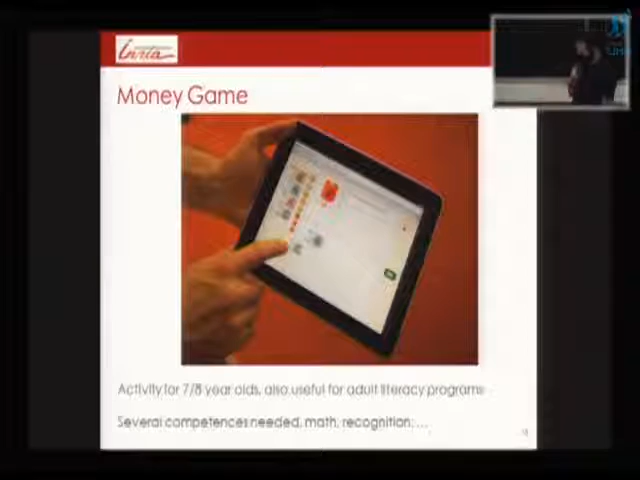 Inria
Money Game
Activity for 7/8 year olds, also useful for adult literacy programs
Several competences needed, math, recognition, ...